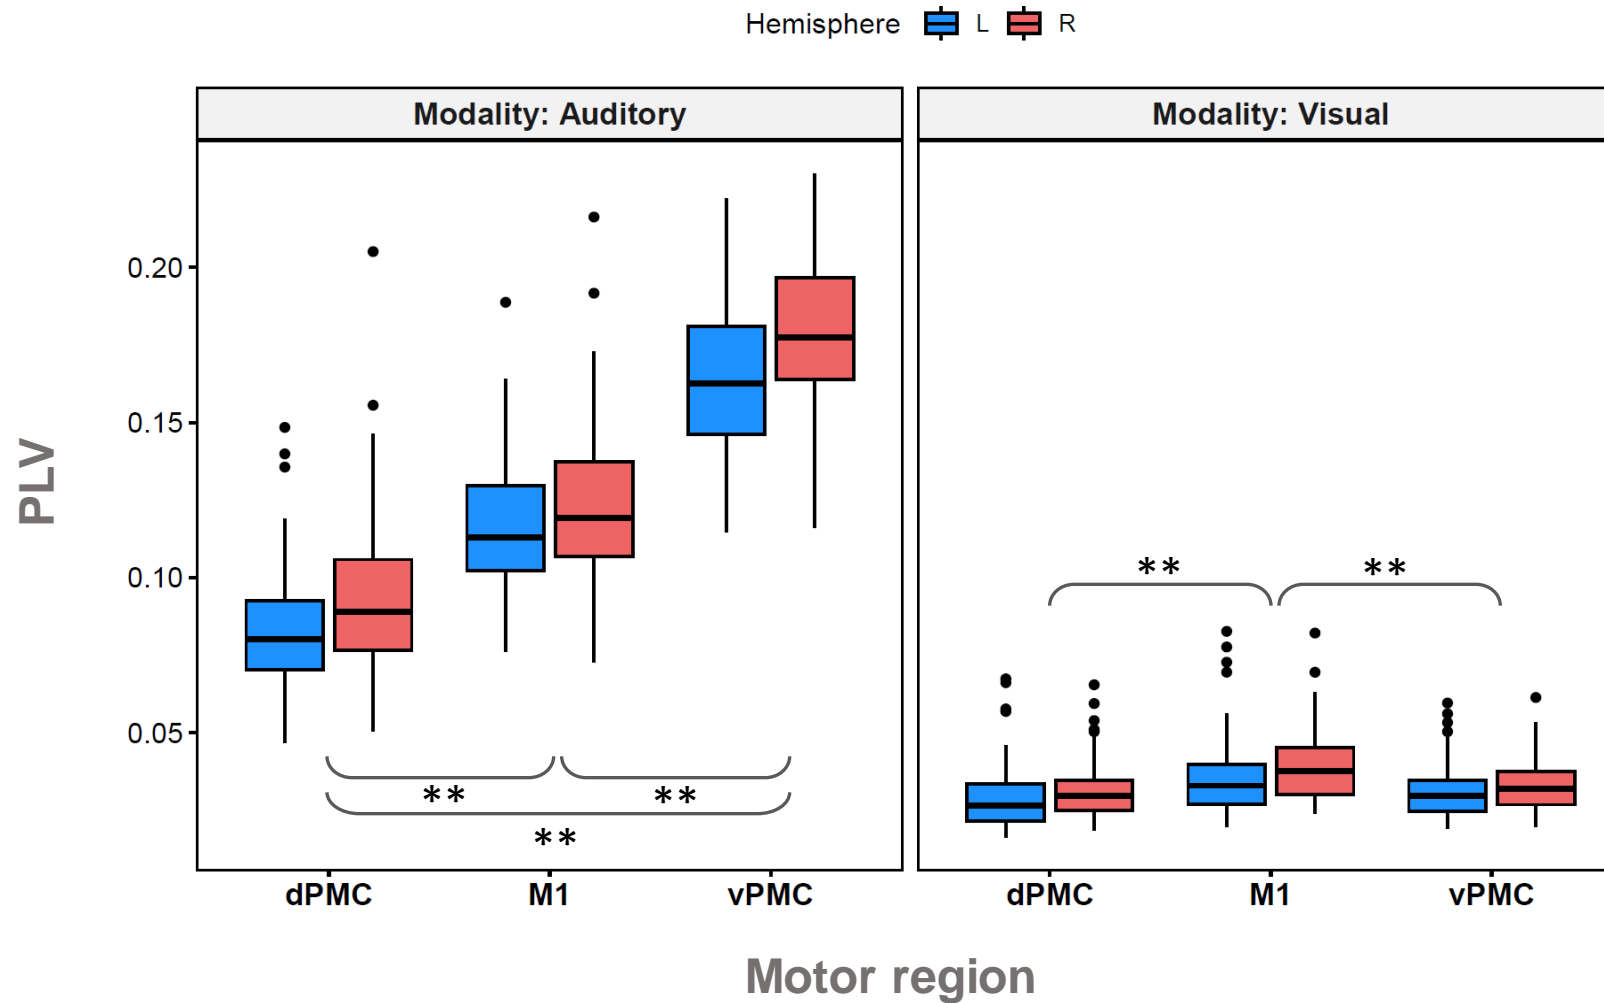 Hemisphere L R
Modality: Auditory
Modality: Visual
PLV
0.20
0.15
0.10
0.05
** **
** **
**
dPMC M1 vPMC
dPMC M1 vPMC
Motor region